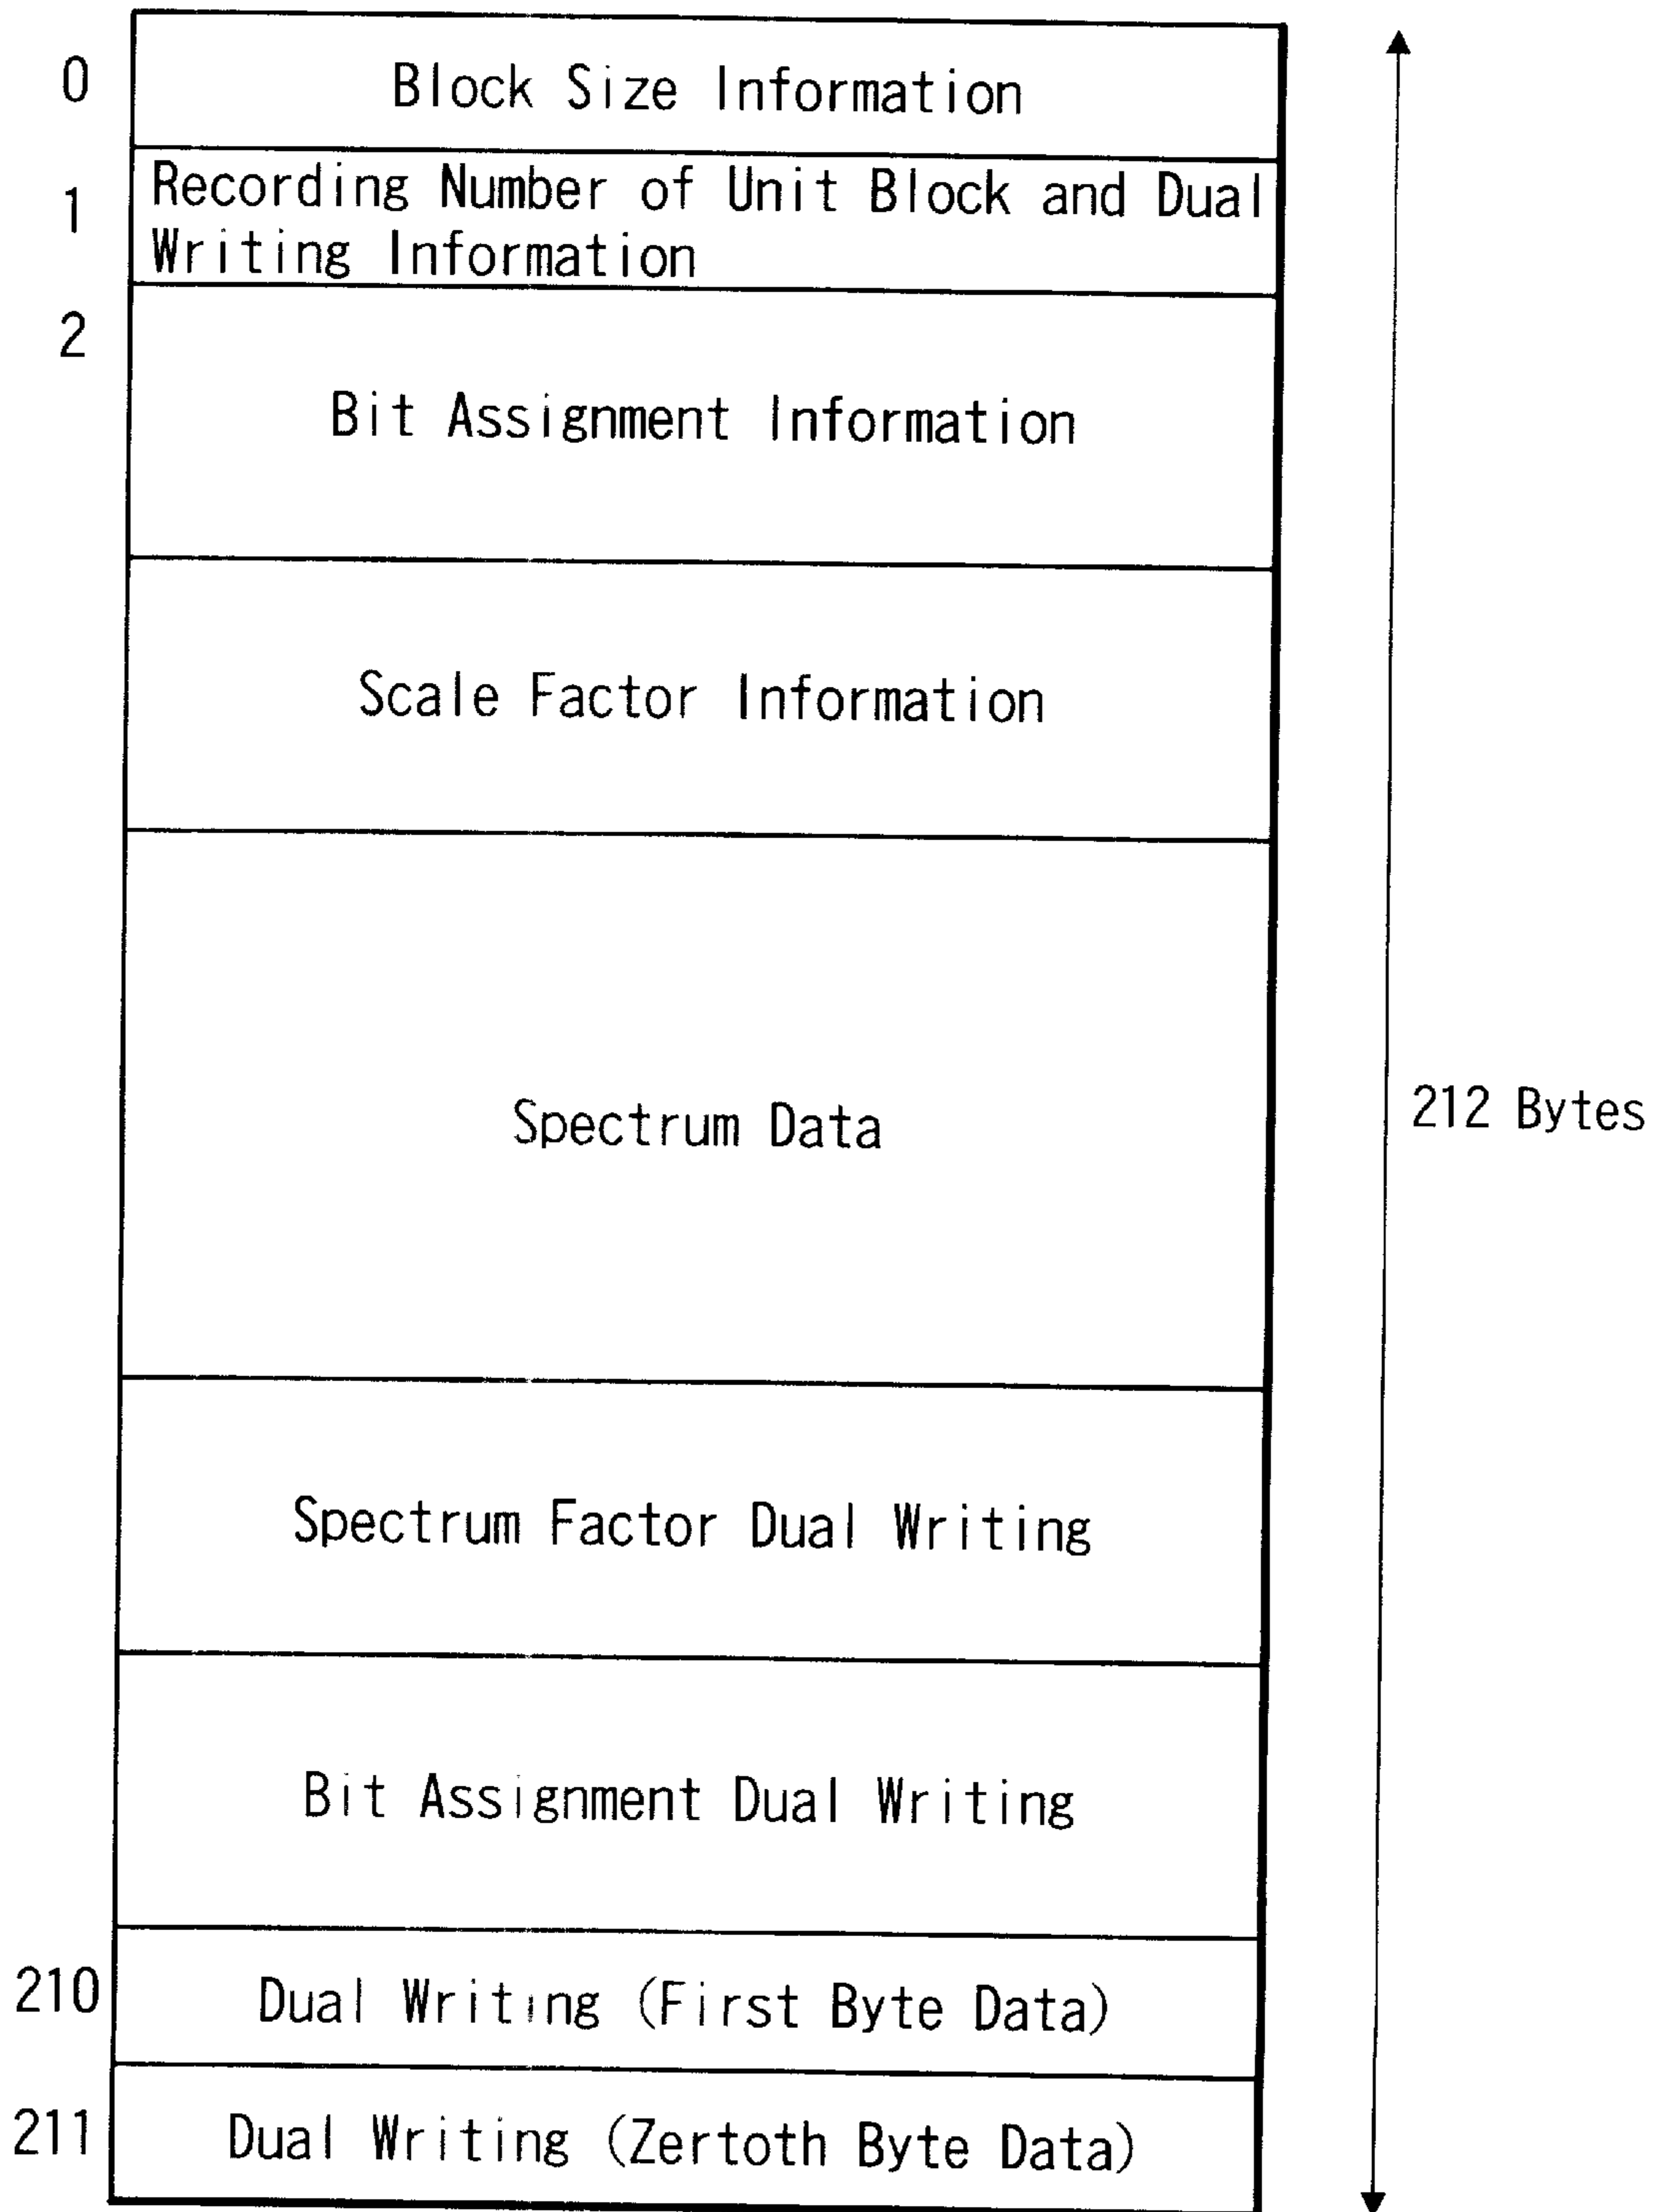 0
Block Size Information
1
Recording Number of Unit Block and Dual
Writing Information
2
Bit Assignment Information
Scale Factor Information
Spectrum Data
212 Bytes
Spectrum Factor Dual Writing
Bit Assignment Dual Writing
210
Dual Writing (First Byte Data)
211
Dual Writing (Zertoth Byte Data)